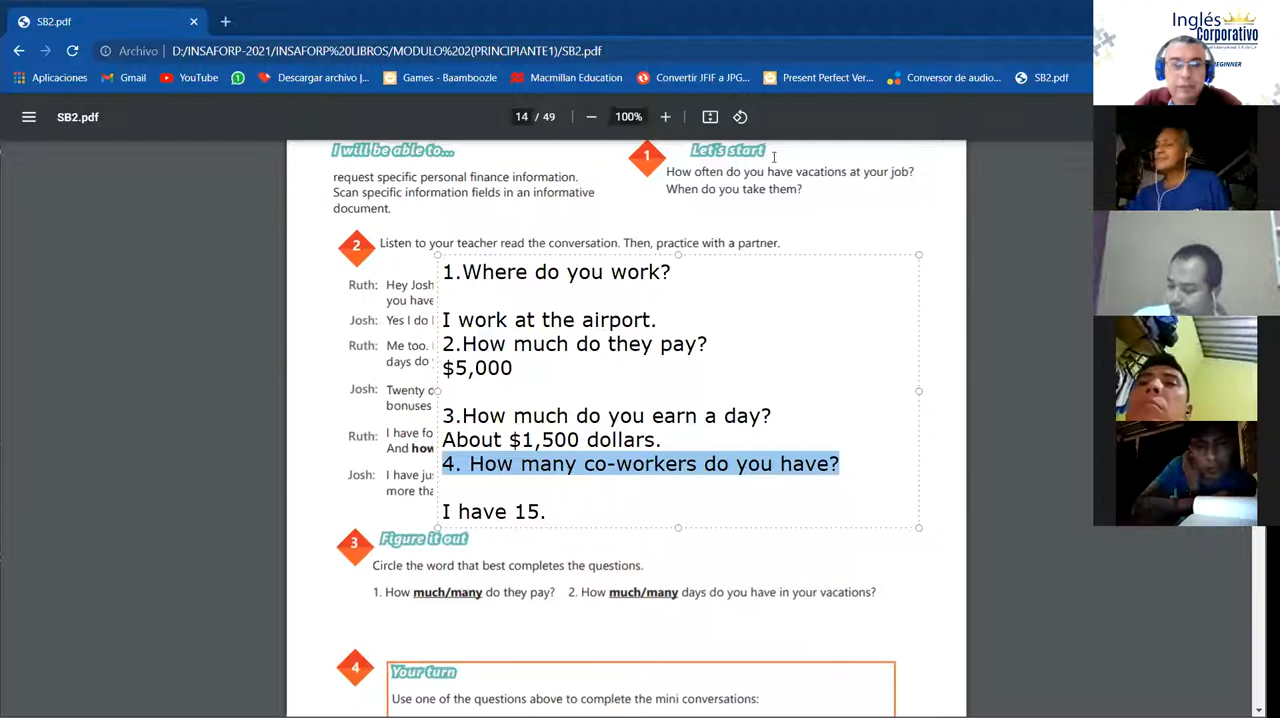 SB2.pdf
Archivo
D:/INSAFORP-2021/INSAFORP%20LIBROS/MODULO%202(PRINCIPIANTE1)/SB2.pdf
Aplicaciones
Gmail
YouTube
Descargar archivo |...
Games - Baamboozle
Macmillan Education
Convertir JFIF a JPG...
Present Perfect Ver...
Conversor de audio...
SB2.pdf
SB2.pdf
14 / 49
100%
I will be able to...
request specific personal finance information.
Scan specific information fields in an informative
document.
1
Let's start
How often do you have vacations at your job?
When do you take them?
2
Listen to your teacher read the conversation. Then, practice with a partner.
Ruth: Hey Josh
you have
Josh: Yes I do
Ruth: Me too.
days do
Josh: Twenty
bonuses
Ruth: I have fo
And how
Josh: I have ju
more tha
1.Where do you work?
I work at the airport.
2.How much do they pay?
$5,000
3.How much do you earn a day?
About $1,500 dollars.
4. How many co-workers do you have?
I have 15.
3
Figure it out
Circle the word that best completes the questions.
1. How much/many do they pay? 2. How much/many days do you have in your vacations?
4
Your turn
Use one of the questions above to complete the mini conversations:
Inglés
Corporativo